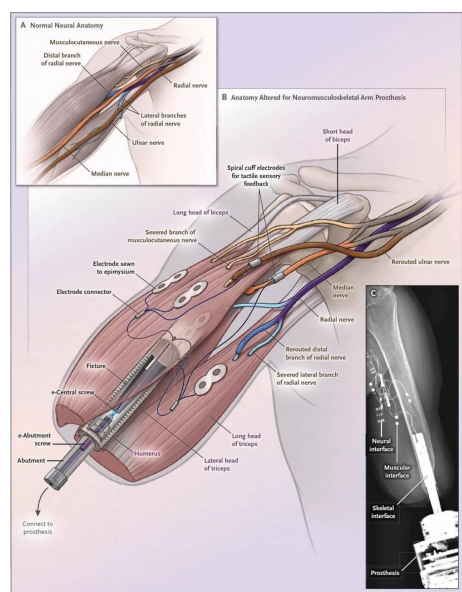 A Normal Neural Anatomy
Musculocutaneous nerve
Distal branch
of radial nerve
Radial nerve
Lateral branches
of radial nerve
Ulnar nerve
Median nerve
B Anatomy Altered for Neuromusculoskeletal Arm Prosthesis
Short head
of biceps
Spiral cuff electrodes
for tactile sensory
feedback
Long head of biceps
Severed branch of
musculocutaneous nerve
Electrode sewn
to epimysium
Electrode connector
Rerouted ulnar nerve
Median
nerve
Radial nerve
Rerouted distal
branch of radial nerve
Severed lateral branch
of radial nerve
Fixture
e-Central screw
e-Abutment
screw
Abutment
Humerus
Long head
of triceps
Lateral head
of triceps
Connect to
prosthesis
C
Neural
interface
Muscular
interface
Skeletal
interface
Prosthesis